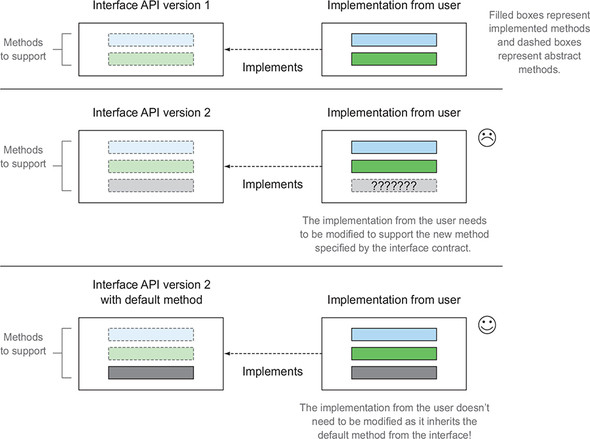 Interface API version 1
Implementation from user
Filled boxes represent
implemented methods
and dashed boxes
represent abstract
methods.
Methods
to support
Implements
Interface API version 2
Implementation from user
Methods
to support
Implements
???????
The implementation from the user needs
to be modified to support the new method
specified by the interface contract.
Interface API version 2
with default method
Implementation from user
Methods
to support
Implements
The implementation from the user doesn't
need to be modified as it inherits the
default method from the interface!